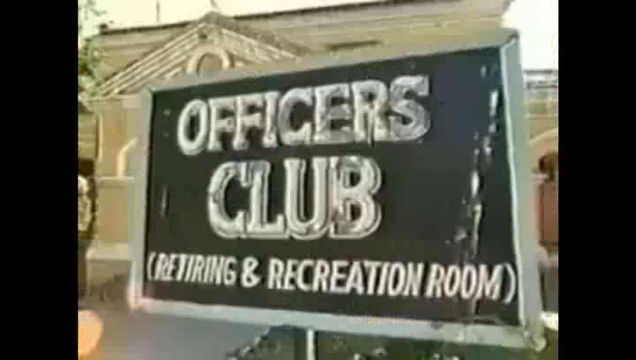 OFFICERS
CLUB
(RETIRING & RECREATION ROOM)